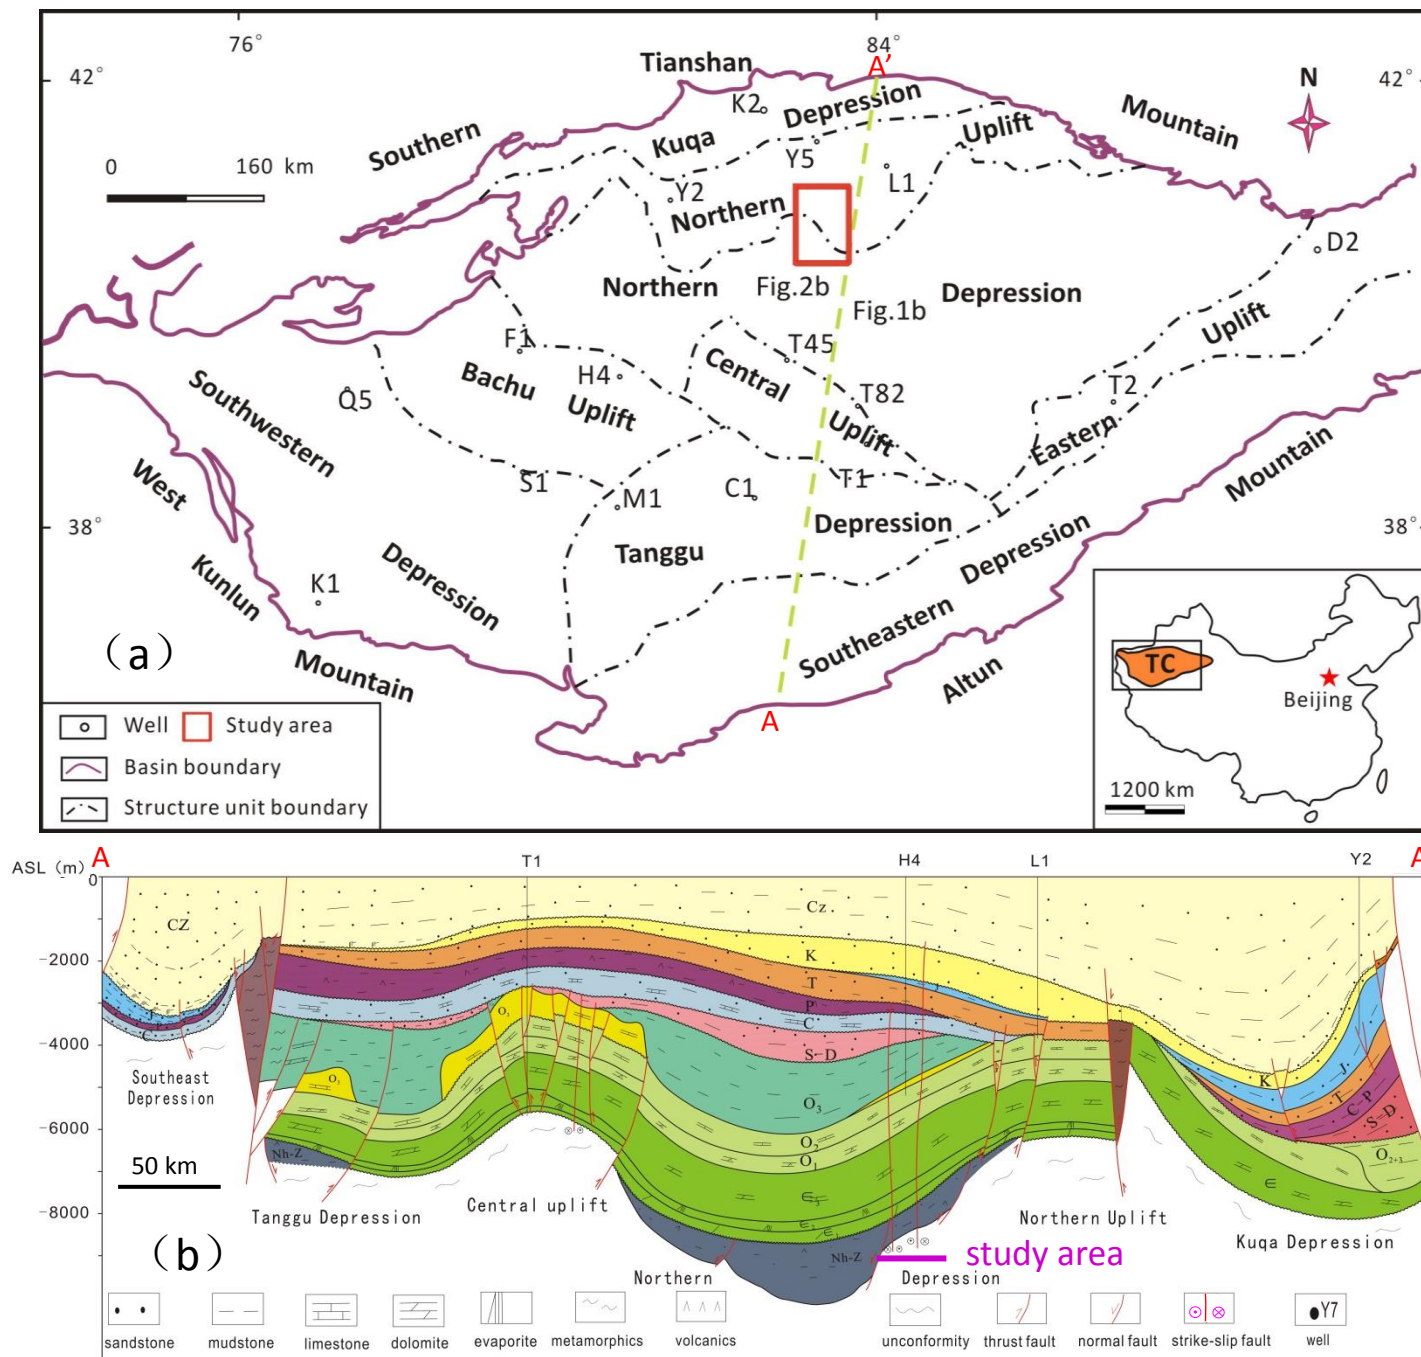 76°
84°
A’
42°
42°
Tianshan
N
K2
Depression
Mountain
Southern
Kuqa
Uplift
0
160 km
Y5
L1
Y2
Northern
D2
Northern
Fig.2b
Depression
Fig.1b
Uplift
F1
T45
Bachu
H4
Central
T2
Southwestern
Q5
Uplift
T82
Uplift
Eastern
Mountain
West
S1
M1
C1
T1
38°
38°
Depression
Tanggu
Depression
Depression
Kunlun
K1
Southeastern
Altun
(a)
Mountain
A
TC
Beijing
1200 km
Well
Study area
Basin boundary
Structure unit boundary
ASL (m)
A
T1
H4
L1
Y2
A
0
-2000
-4000
-6000
-8000
CZ
Cz
K
T
J
P
C
S-D
O₃
O₂
O₁
Є₃
Nh-Z
O₃
O₃
Nh-Z
K
J
T
C-P
S-D
O₂₊₃
Є
Southeast
Depression
50 km
Tanggu Depression
Central uplift
Northern Uplift
Kuqa Depression
(b)
study area
Northern
Depression
Y7
sandstone
mudstone
limestone
dolomite
evaporite
metamorphics
volcanics
unconformity
thrust fault
normal fault
strike-slip fault
well